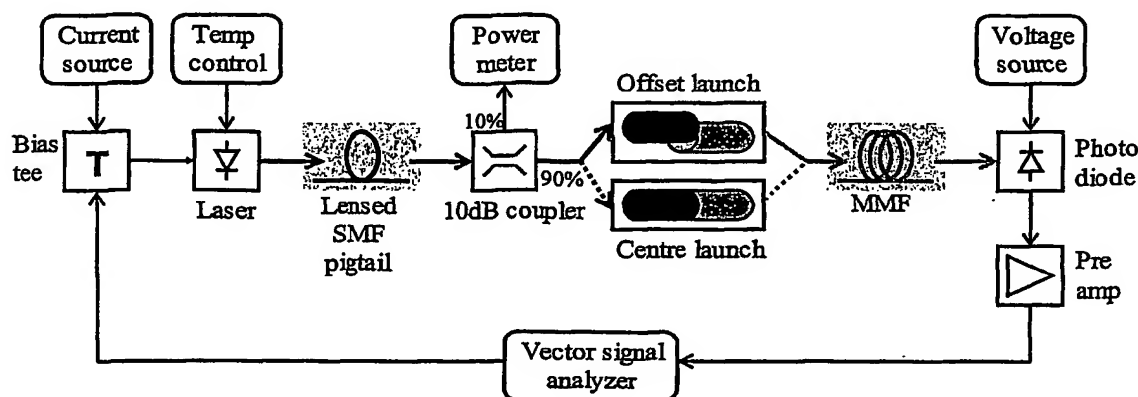 Current
source
Temp
control
Power
meter
Voltage
source
Offset launch
10%
Bias
tee
T
90%
Photo
diode
Laser
Lensed
SMF
pigtail
10dB coupler
MMF
Centre launch
Pre
amp
Vector signal
analyzer